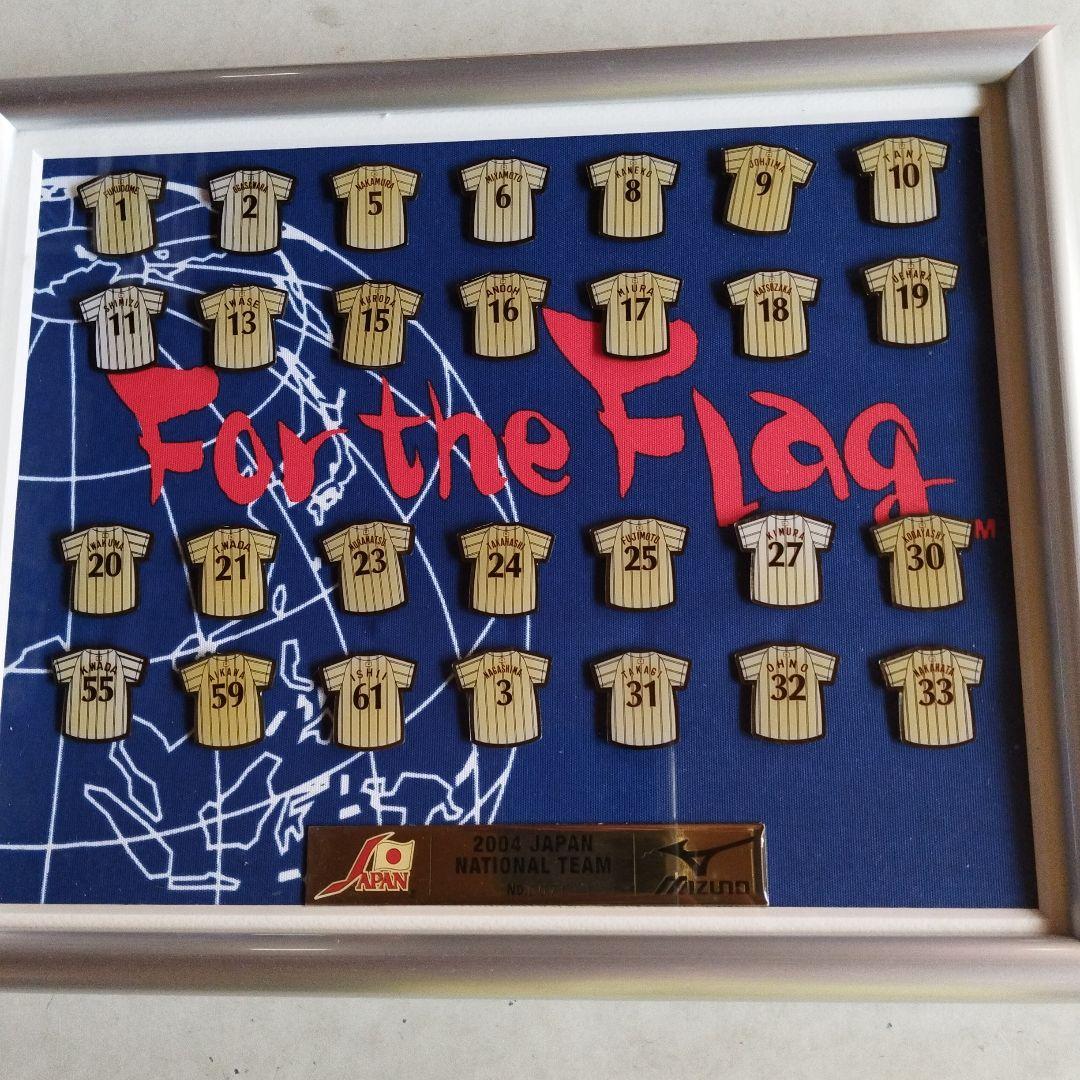 FUKUDOME 1
OGASAWARA 2
NAKAMURA 5
MIYAMOTO 6
KANEKO 8
JOHJIMA 9
TANI 10
SHIMIZU 11
IWASE 13
KURODA 15
ANDOH 16
MIURA 17
MATSUZAKA 18
UEHARA 19
For the Flag
TM
IWAKUMA 20
T.WADA 21
MURAMATSU 23
TAKAHASHI 24
FUJIMOTO 25
KIMURA 27
KOBAYASHI 30
K.WADA 55
AIKAWA 59
ISHII 61
NAGASHIMA 3
TAKAGI 31
OHNO 32
NAKAHATA 33
JAPAN
2004 JAPAN
NATIONAL TEAM
NO.
MIZUNO